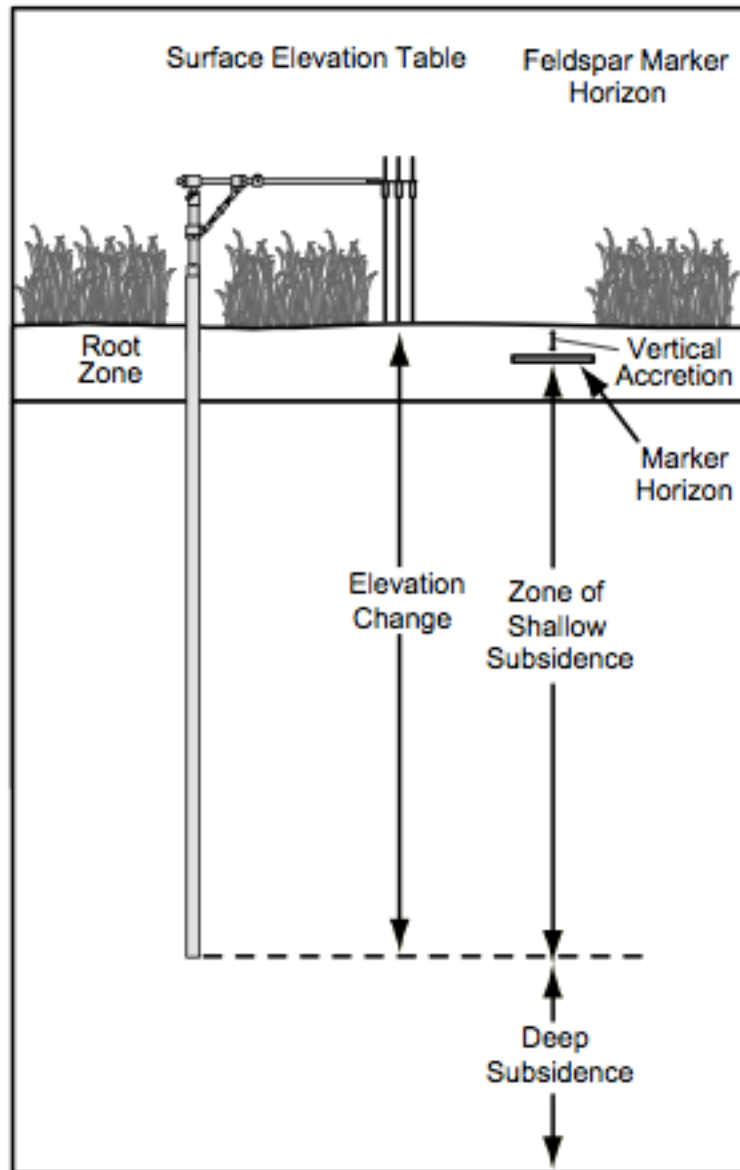 Surface Elevation Table
Feldspar Marker
Horizon
Root
Zone
Vertical
Accretion
Marker
Horizon
Elevation
Change
Zone of
Shallow
Subsidence
Deep
Subsidence